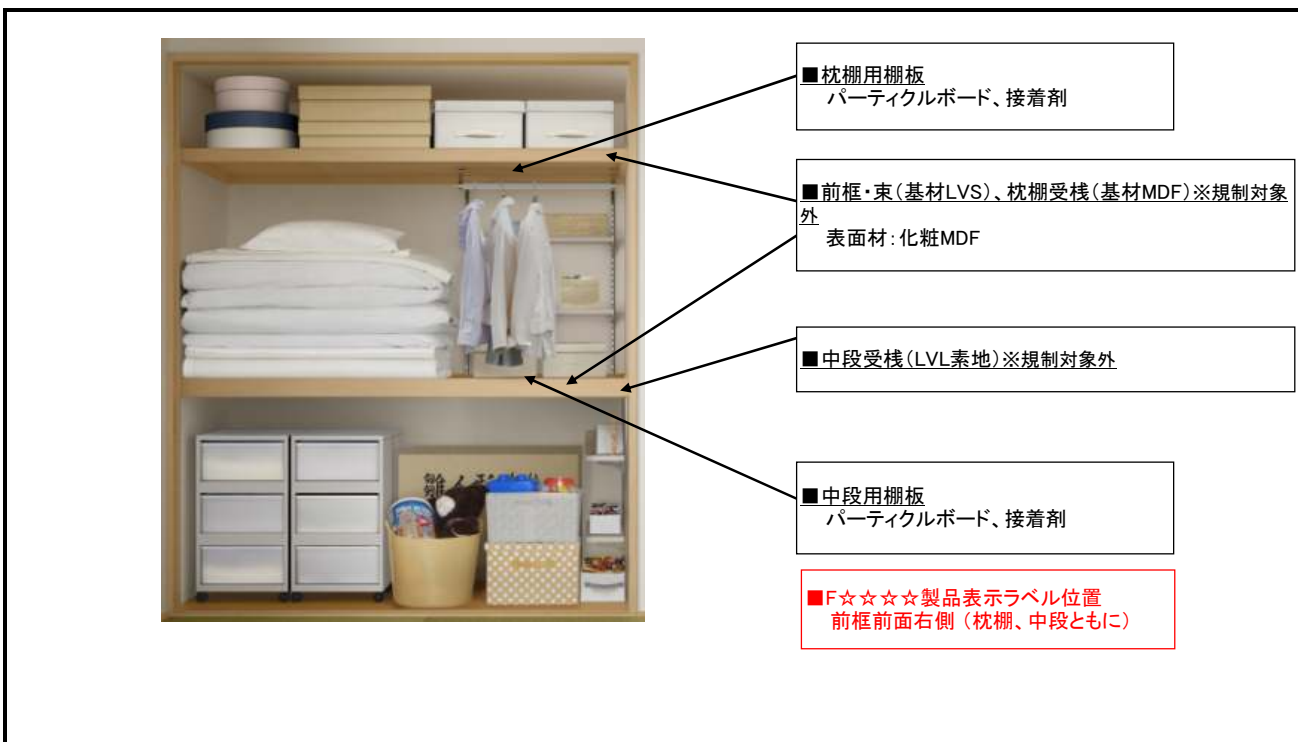 ■枕棚用棚板
パーティクルボード、接着剤
■前框・束（基材LVS）、枕棚受桟（基材MDF）※規制対象
外
表面材：化粧MDF
■中段受桟（LVL素地）※規制対象外
■中段用棚板
パーティクルボード、接着剤
■F☆☆☆☆製品表示ラベル位置
前框前面右側（枕棚、中段ともに）